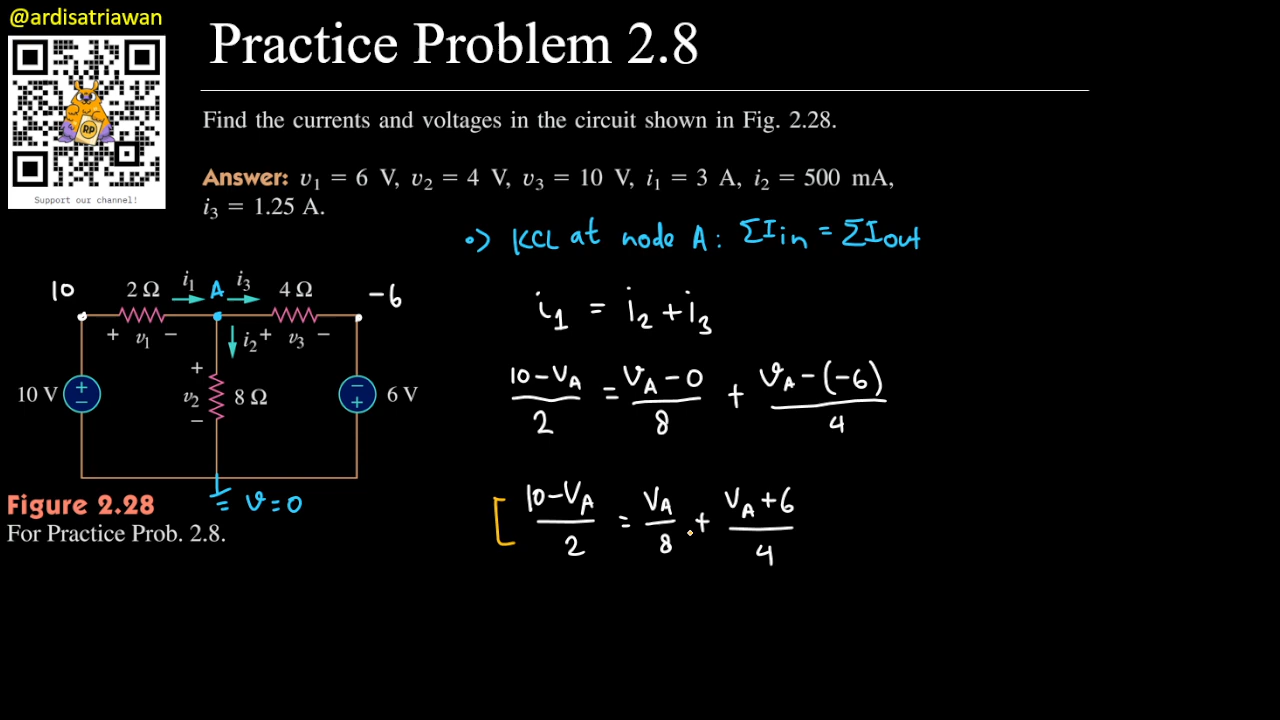 @ardisatriawan
RP
Support our channel!
Practice Problem 2.8
Find the currents and voltages in the circuit shown in Fig. 2.28.
Answer: v₁ = 6 V, v₂ = 4 V, v₃ = 10 V, i₁ = 3 A, i₂ = 500 mA,
i₃ = 1.25 A.
•) KCL at node A: ΣIin = ΣIout
i₁ = i₂ + i₃
(10 - VA)/2 = (VA - 0)/8 + (VA - (-6))/4
[ (10 - VA)/2 = VA/8 + (VA + 6)/4
10 2 Ω i₁ A i₃ 4 Ω -6
+ v₁ − i₂ + v₃ −
10 V + − + v₂ − 8 Ω − + 6 V
v = 0
Figure 2.28
For Practice Prob. 2.8.